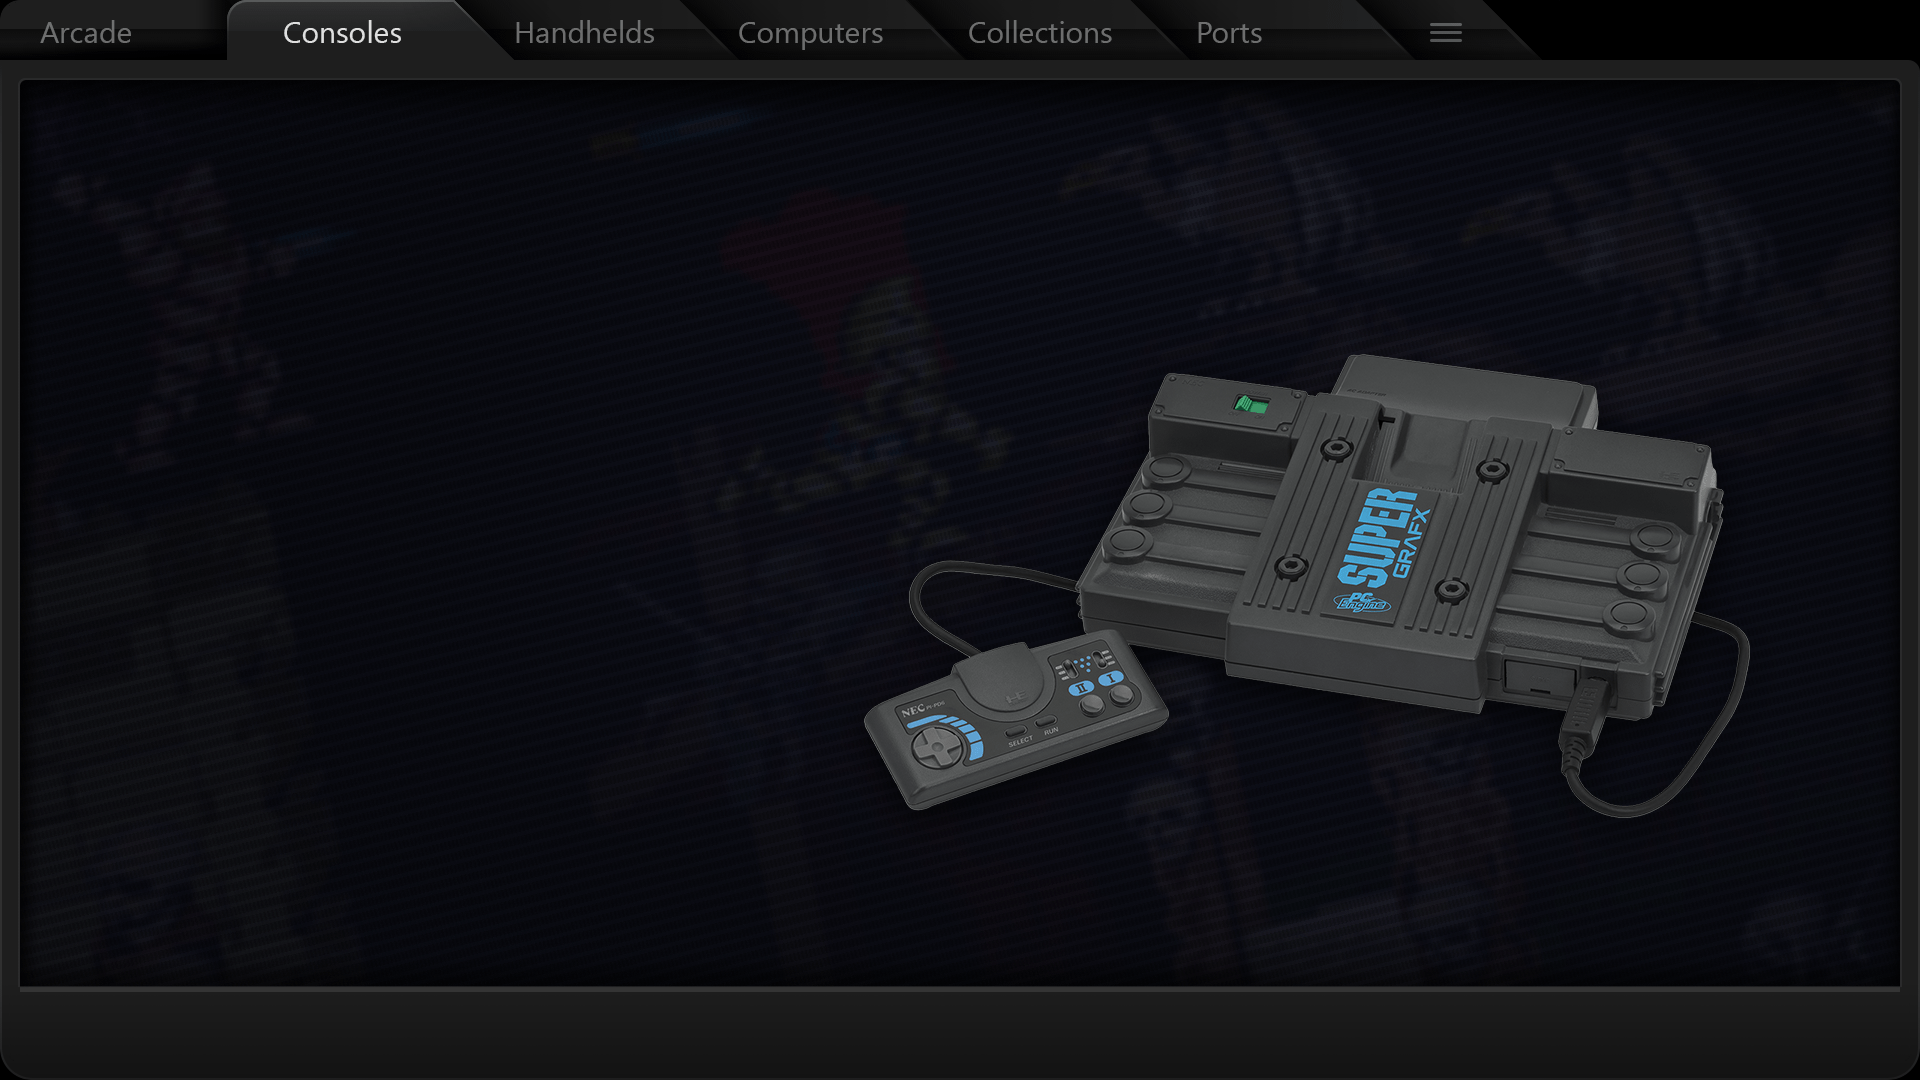 Arcade
Consoles
Handhelds
Computers
Collections
Ports
SUPER
GRAFX
PC
Engine
NEC
II
I
SELECT
RUN